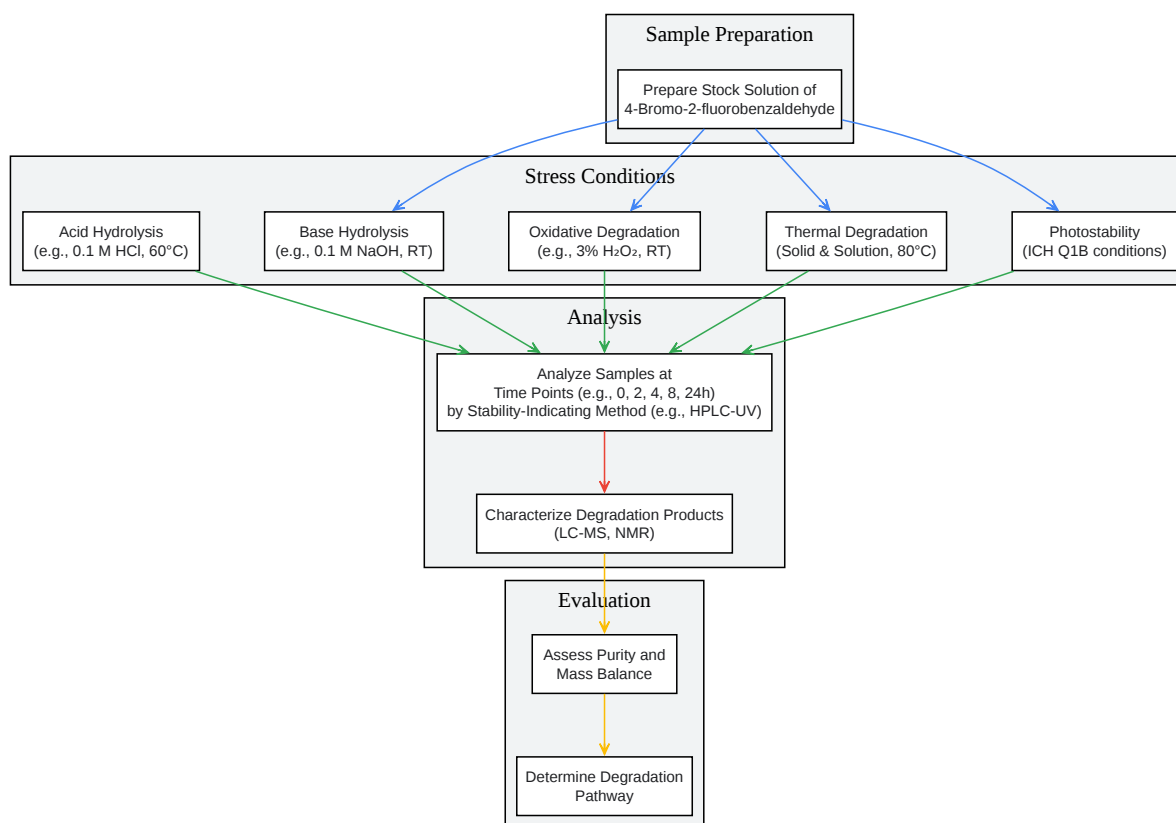 Sample Preparation
Prepare Stock Solution of
4-Bromo-2-fluorobenzaldehyde
Stress Conditions
Acid Hydrolysis
(e.g., 0.1 M HCl, 60°C)
Base Hydrolysis
(e.g., 0.1 M NaOH, RT)
Oxidative Degradation
(e.g., 3% H₂O₂, RT)
Thermal Degradation
(Solid & Solution, 80°C)
Photostability
(ICH Q1B conditions)
Analysis
Analyze Samples at
Time Points (e.g., 0, 2, 4, 8, 24h)
by Stability-Indicating Method (e.g., HPLC-UV)
Characterize Degradation Products
(LC-MS, NMR)
Evaluation
Assess Purity and
Mass Balance
Determine Degradation
Pathway